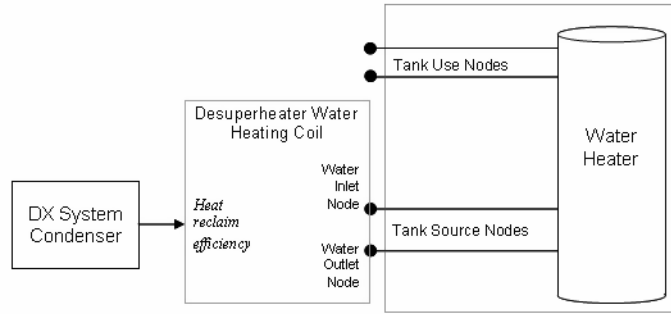 Tank Use Nodes
Desuperheater Water
Heating Coil
Water
Heater
Water
Inlet
Node
DX System
Condenser
Heat
reclaim
efficiency
Tank Source Nodes
Water
Outlet
Node